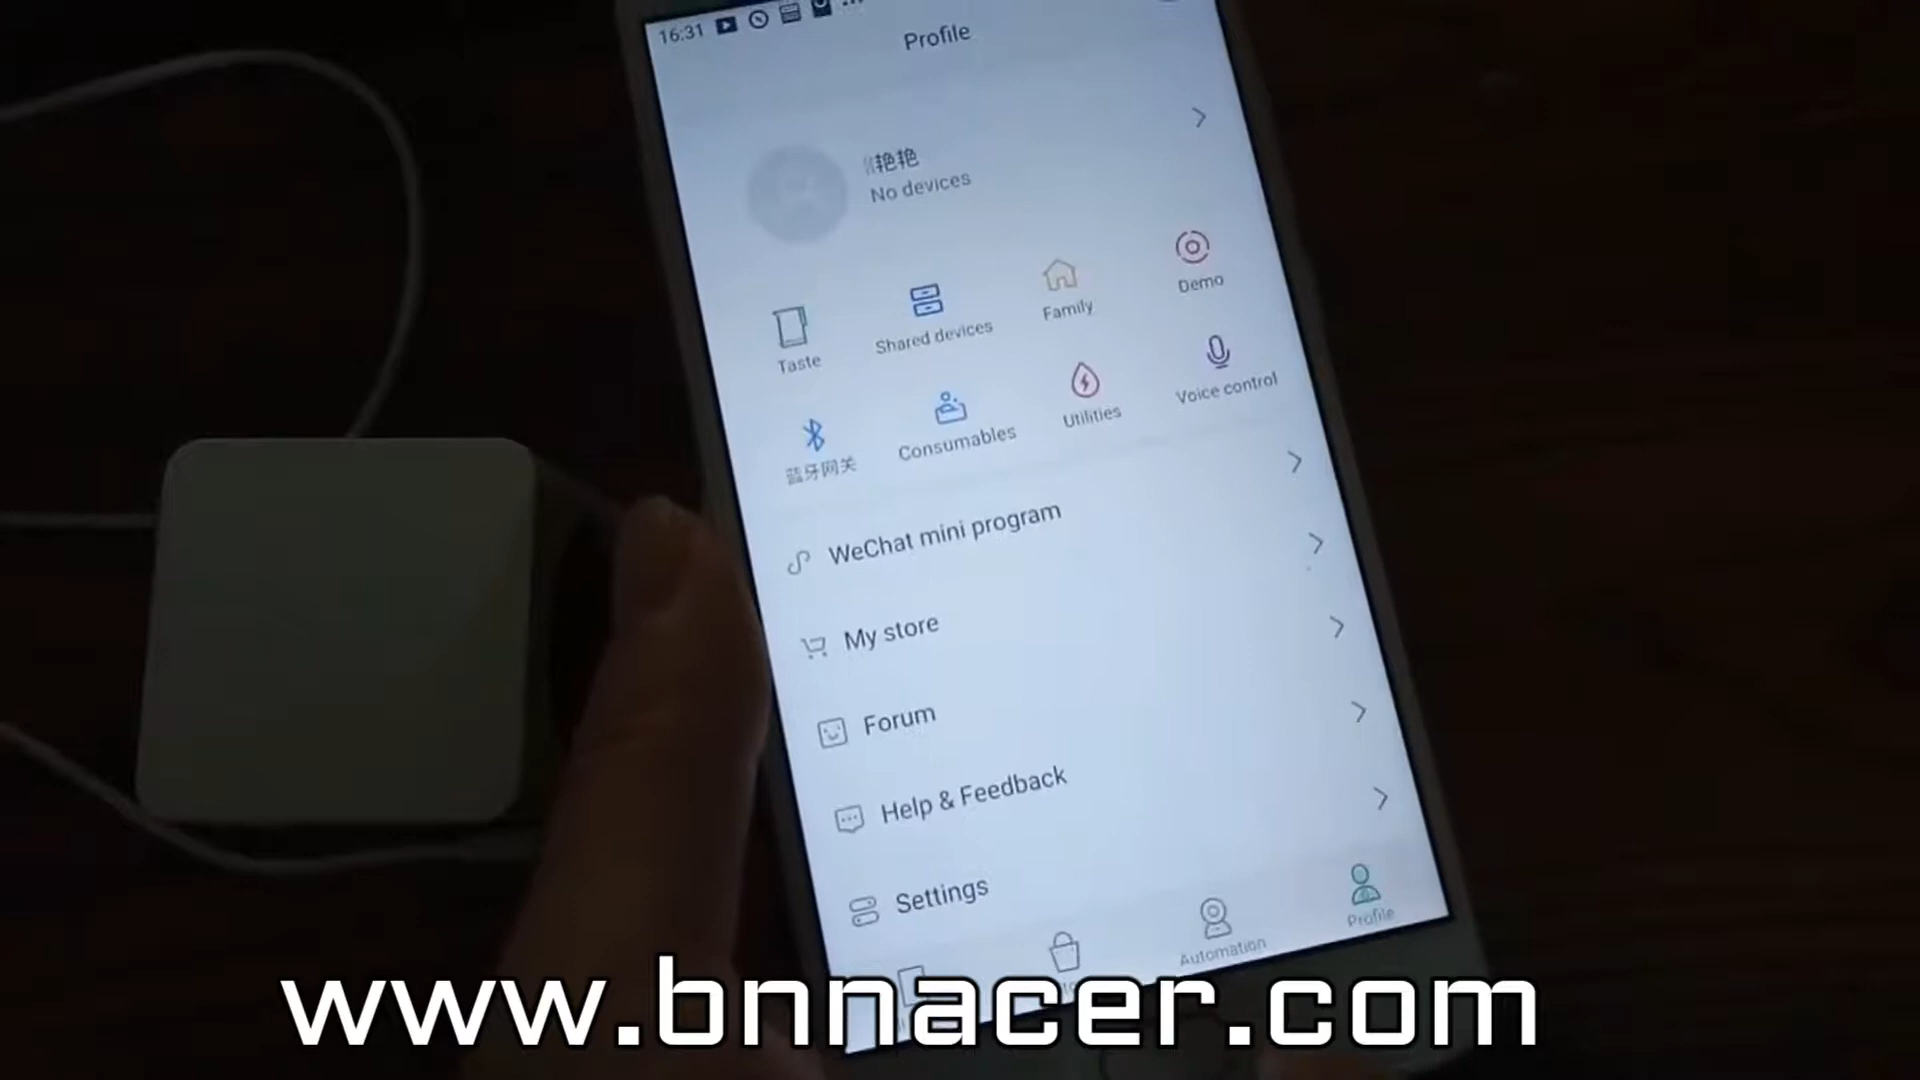 16:31
Profile
艳艳
No devices
Taste
Shared devices
Family
Demo
蓝牙网关
Consumables
Utilities
Voice control
WeChat mini program
My store
Forum
Help & Feedback
Settings
Automation
Profile
www.bnnacer.com